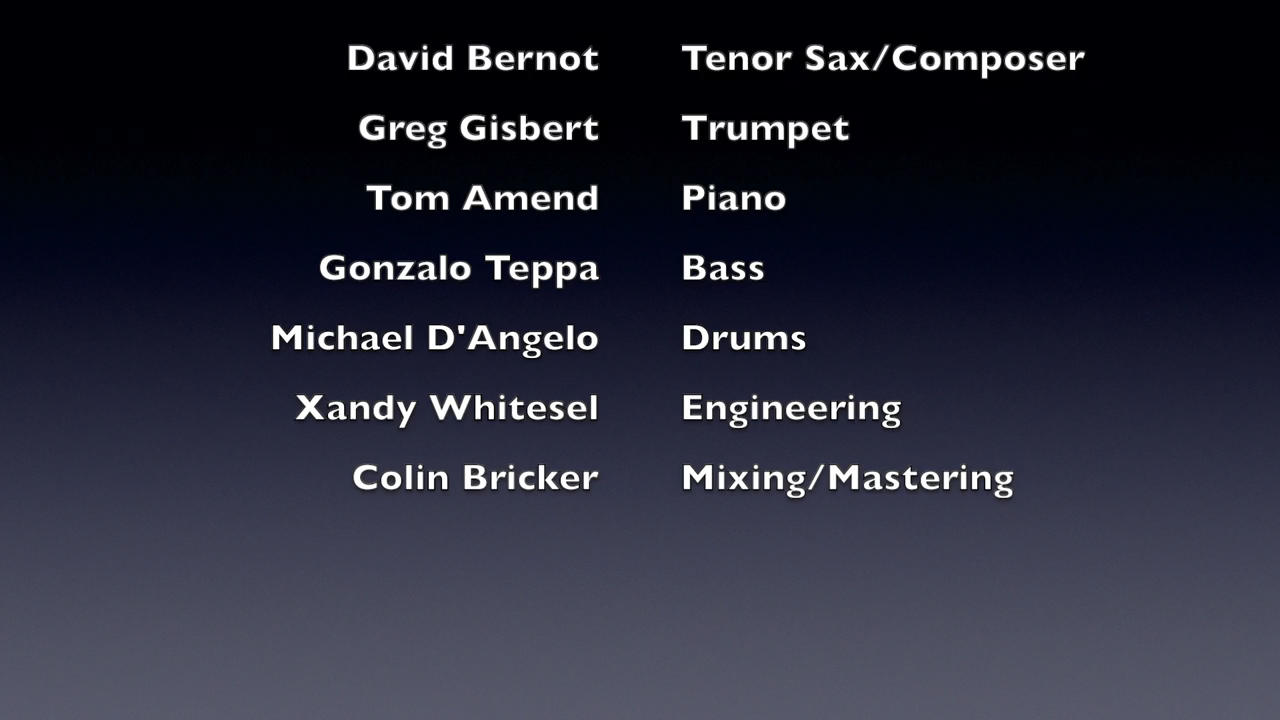 David Bernot Tenor Sax/Composer
Greg Gisbert Trumpet
Tom Amend Piano
Gonzalo Teppa Bass
Michael D'Angelo Drums
Xandy Whitesel Engineering
Colin Bricker Mixing/Mastering